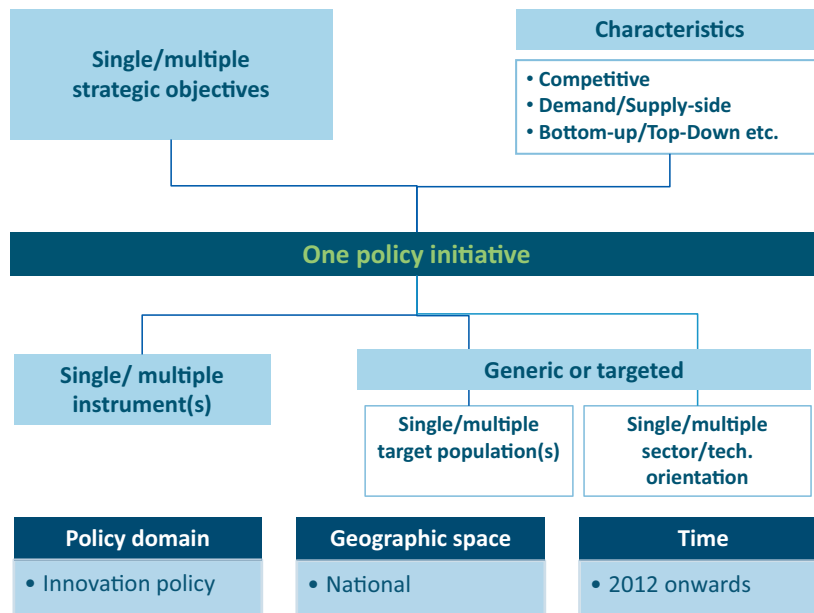 Single/multiple
strategic objectives
Characteristics
• Competitive
• Demand/Supply-side
• Bottom-up/Top-Down etc.
One policy initiative
Single/ multiple
instrument(s)
Generic or targeted
Single/multiple
target population(s)
Single/multiple
sector/tech.
orientation
Policy domain
• Innovation policy
Geographic space
• National
Time
• 2012 onwards